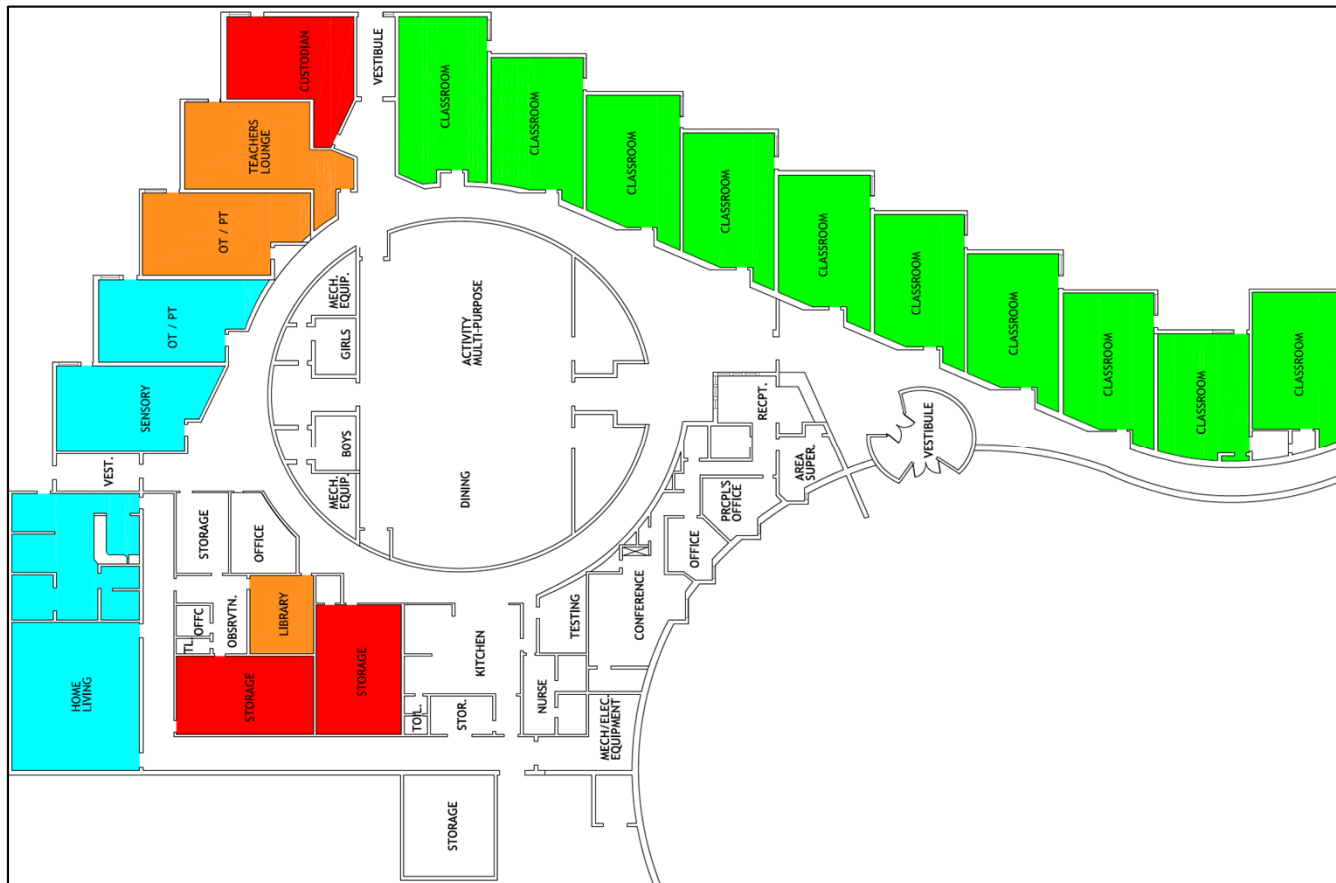 CUSTODIAN
VESTIBULE
CLASSROOM
CLASSROOM
CLASSROOM
CLASSROOM
CLASSROOM
CLASSROOM
CLASSROOM
CLASSROOM
CLASSROOM
CLASSROOM
TEACHERS
LOUNGE
OT / PT
OT / PT
SENSORY
VEST.
MECH.
EQUIP.
GIRLS
BOYS
MECH.
EQUIP.
ACTIVITY
MULTI-PURPOSE
DINING
RECPT.
AREA
SUPER.
VESTIBULE
PRCPL'S
OFFICE
OFFICE
CONFERENCE
TESTING
STORAGE
OFFICE
OFFC
TL.
OBSRVTN.
LIBRARY
STORAGE
STORAGE
KITCHEN
TOL.
STOR.
NURSE
MECH/ELEC.
EQUIPMENT
HOME
LIVING
STORAGE